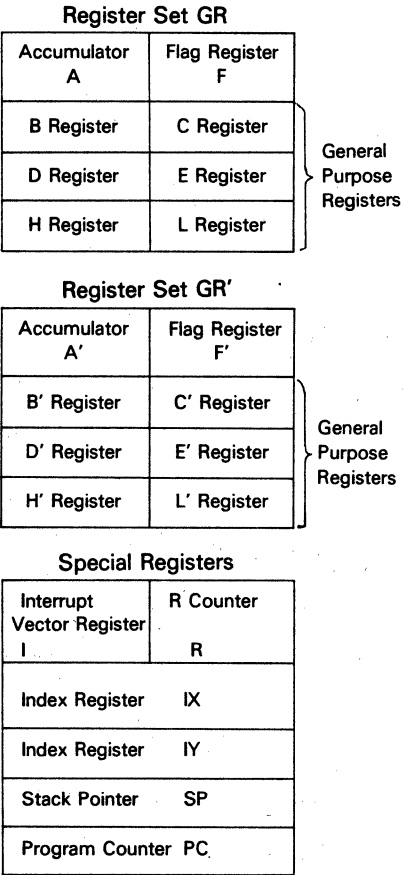 Register Set GR
Accumulator Flag Register
A F
B Register C Register
D Register E Register
H Register L Register
General
Purpose
Registers
Register Set GR'
Accumulator Flag Register
A' F'
B' Register C' Register
D' Register E' Register
H' Register L' Register
General
Purpose
Registers
Special Registers
Interrupt R Counter
Vector Register
I R
Index Register IX
Index Register IY
Stack Pointer SP
Program Counter PC